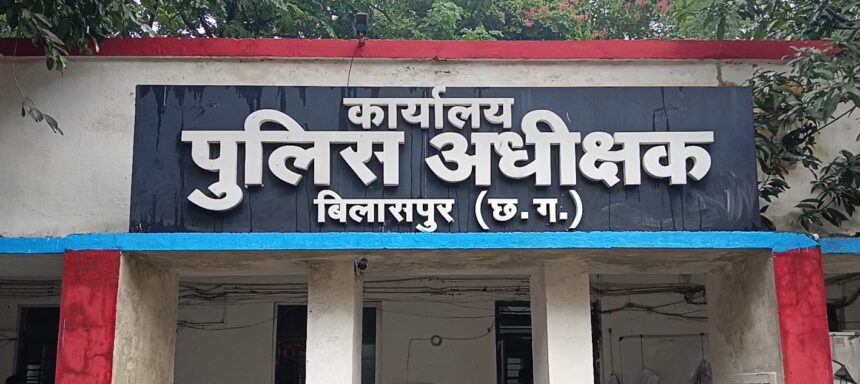 कार्यालय
पुलिस अधीक्षक
बिलासपुर (छ.ग.)